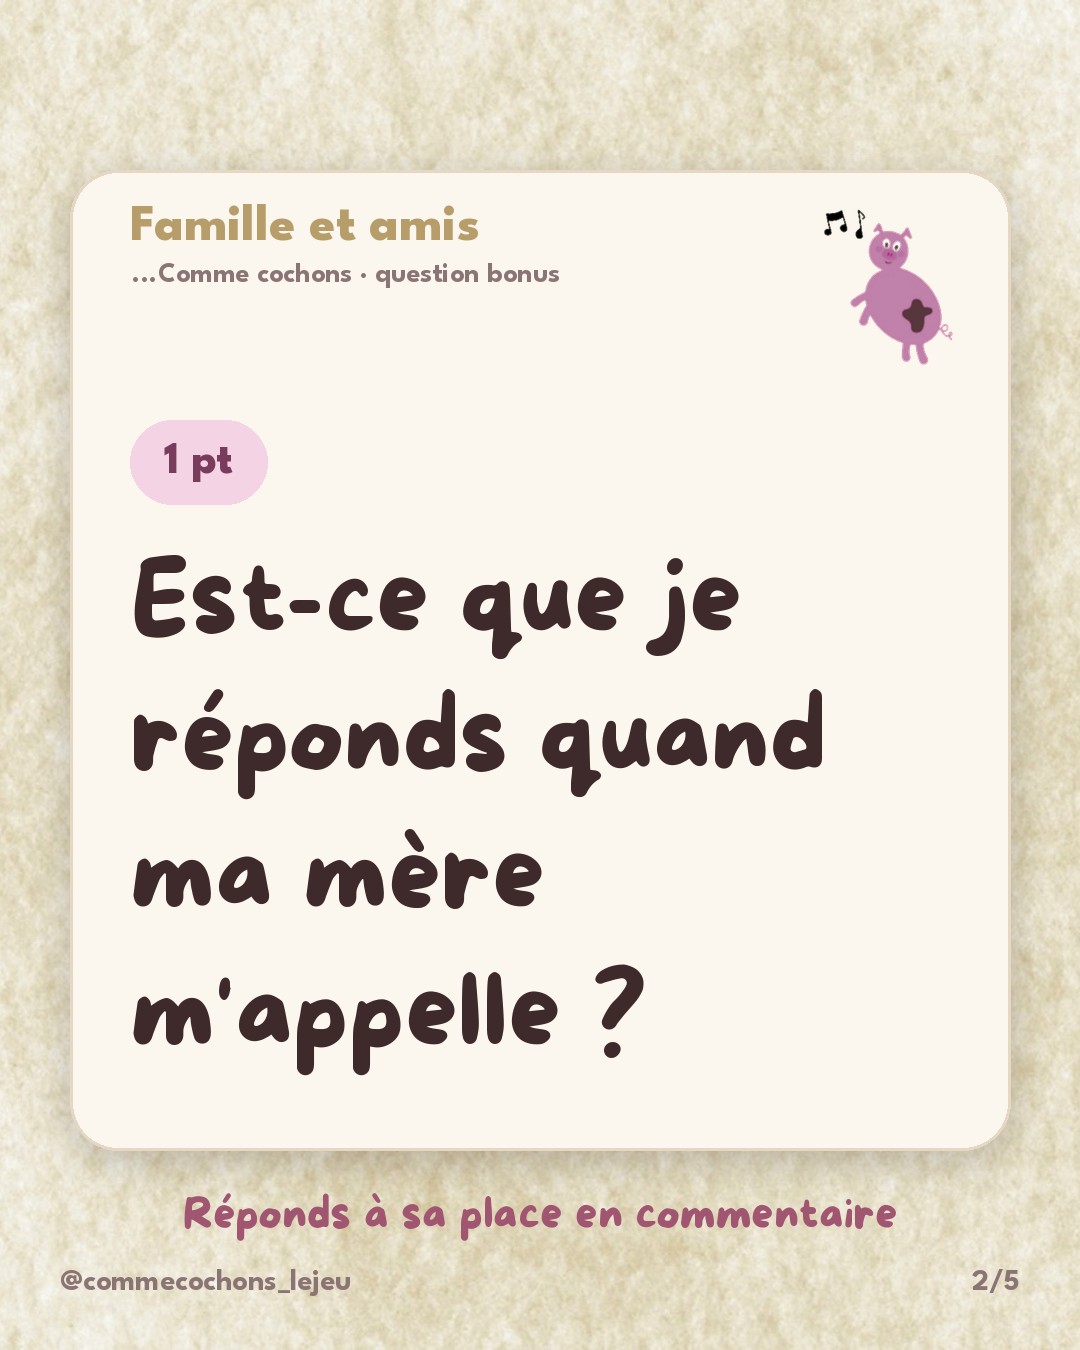 Famille et amis
...Comme cochons · question bonus
1 pt
Est-ce que je
réponds quand
ma mère
m'appelle ?
Réponds à sa place en commentaire
@commecochons_lejeu
2/5